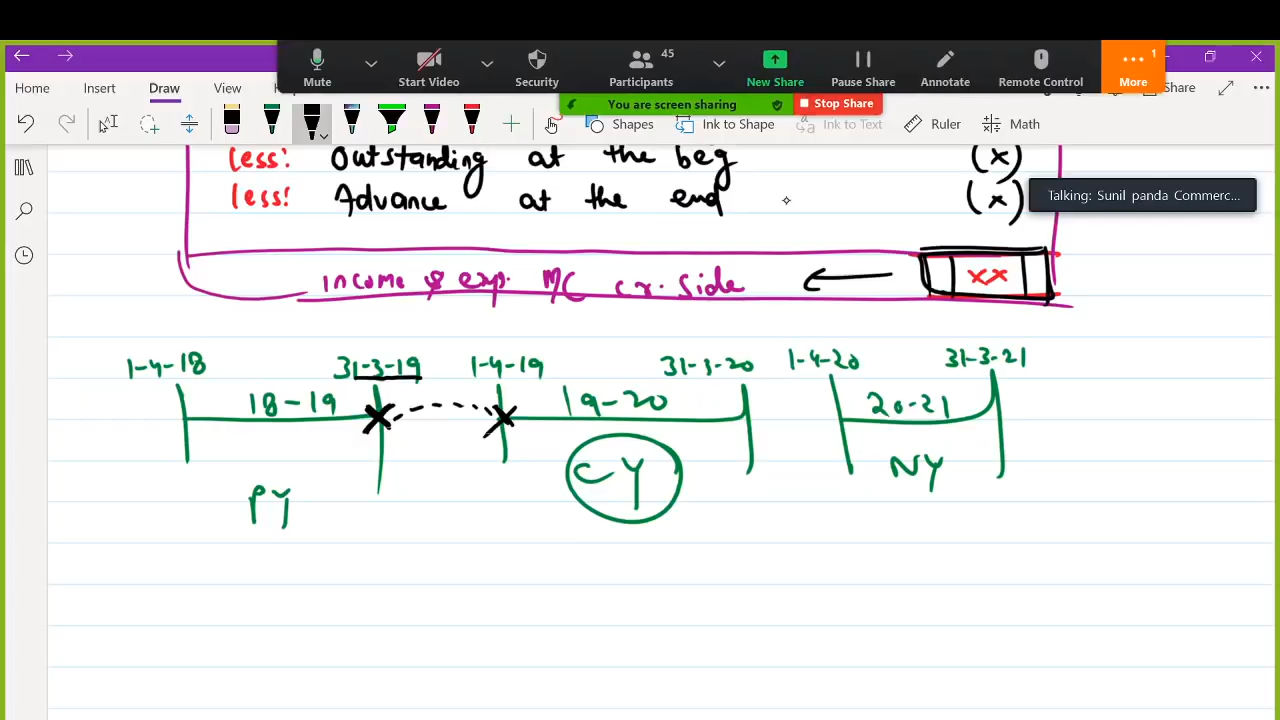 45
1
Mute
Start Video
Security
Participants
New Share
Pause Share
Annotate
Remote Control
More
You are screen sharing
Stop Share
Home
Insert
Draw
View
Share
Shapes
Ink to Shape
Ink to Text
Ruler
Math
less: Outstanding at the beg (x)
less! Advance at the end (x)
Talking: Sunil panda Commerc...
income & exp. A/C cr. side xx
1-4-18 31-3-19 1-4-19 31-3-20 1-4-20 31-3-21
18-19 19-20 20-21
PY CY NY